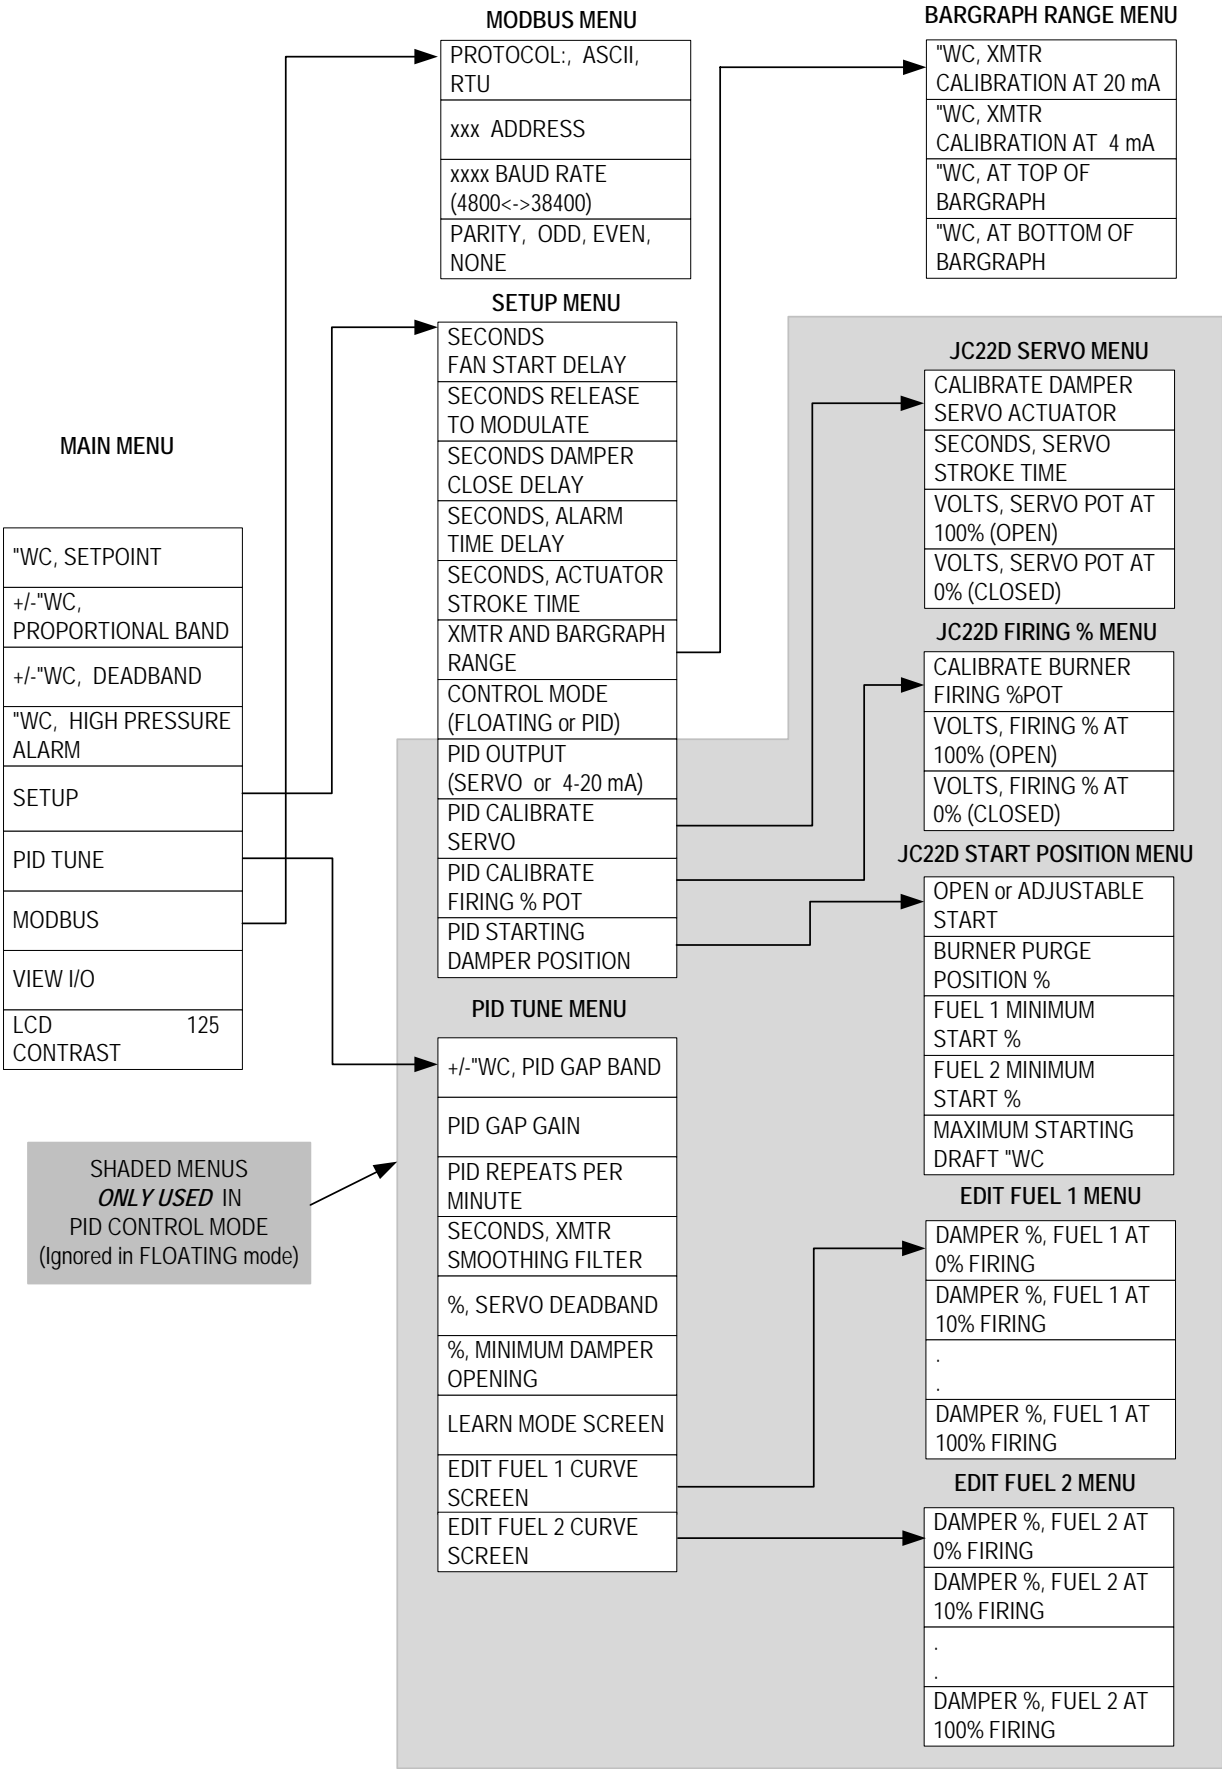 MODBUS MENU
PROTOCOL:, ASCII,
RTU
xxx ADDRESS
xxxx BAUD RATE
(4800<->38400)
PARITY, ODD, EVEN,
NONE
BARGRAPH RANGE MENU
"WC, XMTR
CALIBRATION AT 20 mA
"WC, XMTR
CALIBRATION AT 4 mA
"WC, AT TOP OF
BARGRAPH
"WC, AT BOTTOM OF
BARGRAPH
MAIN MENU
"WC, SETPOINT
+/-"WC,
PROPORTIONAL BAND
+/-"WC, DEADBAND
"WC, HIGH PRESSURE
ALARM
SETUP
PID TUNE
MODBUS
VIEW I/O
LCD 125
CONTRAST
SETUP MENU
SECONDS
FAN START DELAY
SECONDS RELEASE
TO MODULATE
SECONDS DAMPER
CLOSE DELAY
SECONDS, ALARM
TIME DELAY
SECONDS, ACTUATOR
STROKE TIME
XMTR AND BARGRAPH
RANGE
CONTROL MODE
(FLOATING or PID)
PID OUTPUT
(SERVO or 4-20 mA)
PID CALIBRATE
SERVO
PID CALIBRATE
FIRING % POT
PID STARTING
DAMPER POSITION
JC22D SERVO MENU
CALIBRATE DAMPER
SERVO ACTUATOR
SECONDS, SERVO
STROKE TIME
VOLTS, SERVO POT AT
100% (OPEN)
VOLTS, SERVO POT AT
0% (CLOSED)
JC22D FIRING % MENU
CALIBRATE BURNER
FIRING %POT
VOLTS, FIRING % AT
100% (OPEN)
VOLTS, FIRING % AT
0% (CLOSED)
JC22D START POSITION MENU
OPEN or ADJUSTABLE
START
BURNER PURGE
POSITION %
FUEL 1 MINIMUM
START %
FUEL 2 MINIMUM
START %
MAXIMUM STARTING
DRAFT "WC
PID TUNE MENU
+/-"WC, PID GAP BAND
PID GAP GAIN
PID REPEATS PER
MINUTE
SECONDS, XMTR
SMOOTHING FILTER
%, SERVO DEADBAND
%, MINIMUM DAMPER
OPENING
LEARN MODE SCREEN
EDIT FUEL 1 CURVE
SCREEN
EDIT FUEL 2 CURVE
SCREEN
SHADED MENUS
ONLY USED IN
PID CONTROL MODE
(Ignored in FLOATING mode)
EDIT FUEL 1 MENU
DAMPER %, FUEL 1 AT
0% FIRING
DAMPER %, FUEL 1 AT
10% FIRING
.
.
DAMPER %, FUEL 1 AT
100% FIRING
EDIT FUEL 2 MENU
DAMPER %, FUEL 2 AT
0% FIRING
DAMPER %, FUEL 2 AT
10% FIRING
.
.
DAMPER %, FUEL 2 AT
100% FIRING